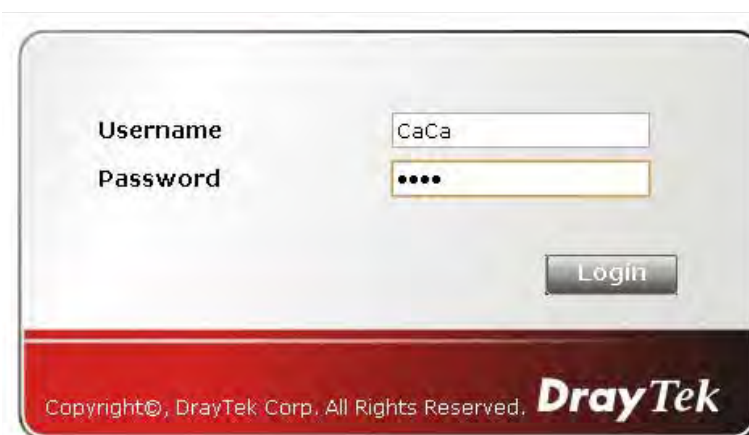 Username CaCa
Password ••••
Login
Copyright©, DrayTek Corp. All Rights Reserved. DrayTek